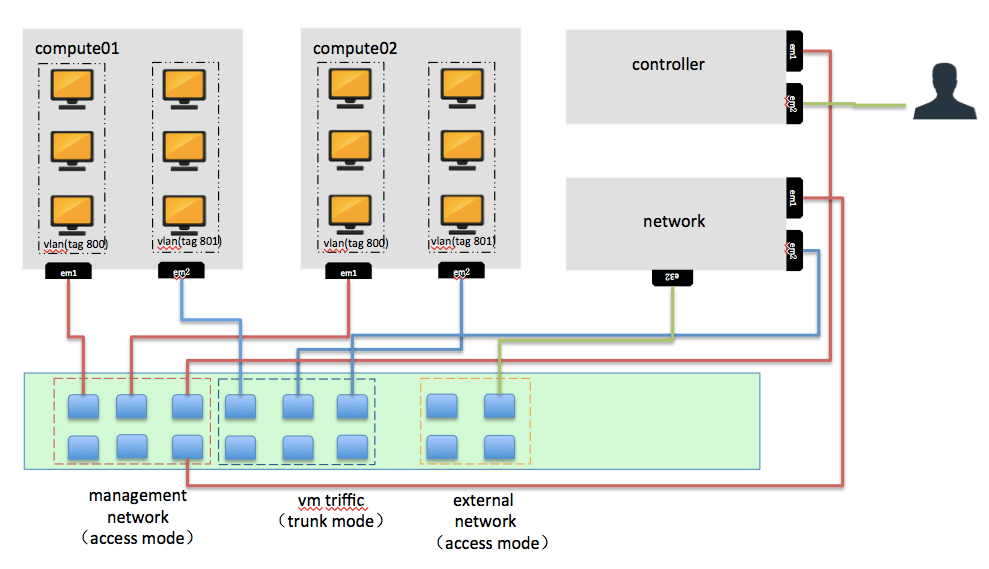 compute01
vlan(tag 800)
vlan(tag 801)
em1
em2
compute02
vlan(tag 800)
vlan(tag 801)
em1
em2
controller
em1
em2
network
em1
em2
e32
management
network
（access mode）
vm triffic
（trunk mode）
external
network
（access mode）